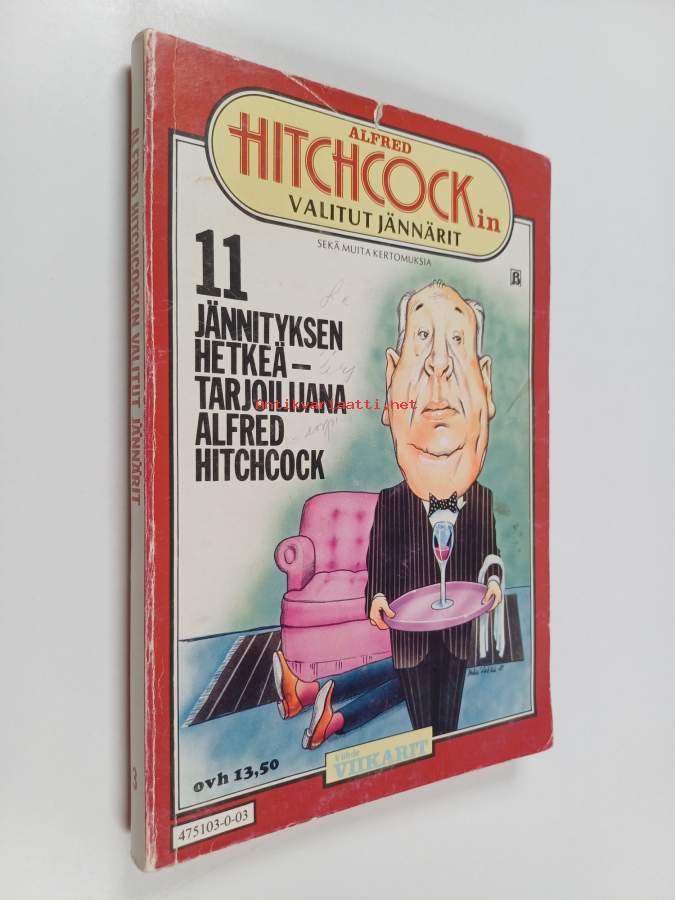 ALFRED
HITCHCOCKin
VALITUT JÄNNÄRIT
SEKÄ MUITA KERTOMUKSIA
11
JÄNNITYKSEN
HETKEÄ –
TARJOILIJANA
ALFRED
HITCHCOCK
Antikvariaatti.net
VIIKARIT
ovh 13,50
475103-0-03
ALFRED HITCHCOCKIN VALITUT JÄNNÄRIT
3